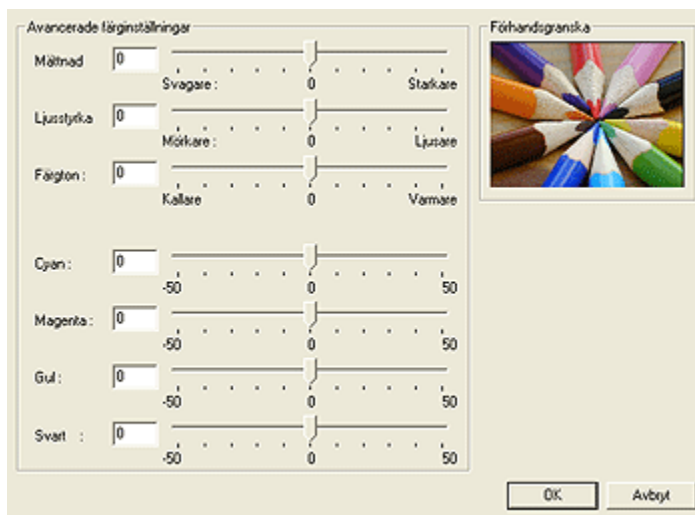 Avancerade färginställningar
Mättnad 0
Svagare : 0 Starkare
Ljusstyrka 0
Mörkare : 0 Ljusare
Färgton : 0
Kallare 0 Varmare
Cyan : 0
-50 0 50
Magenta : 0
-50 0 50
Gul : 0
-50 0 50
Svart : 0
-50 0 50
Förhandsgranska
OK Avbryt